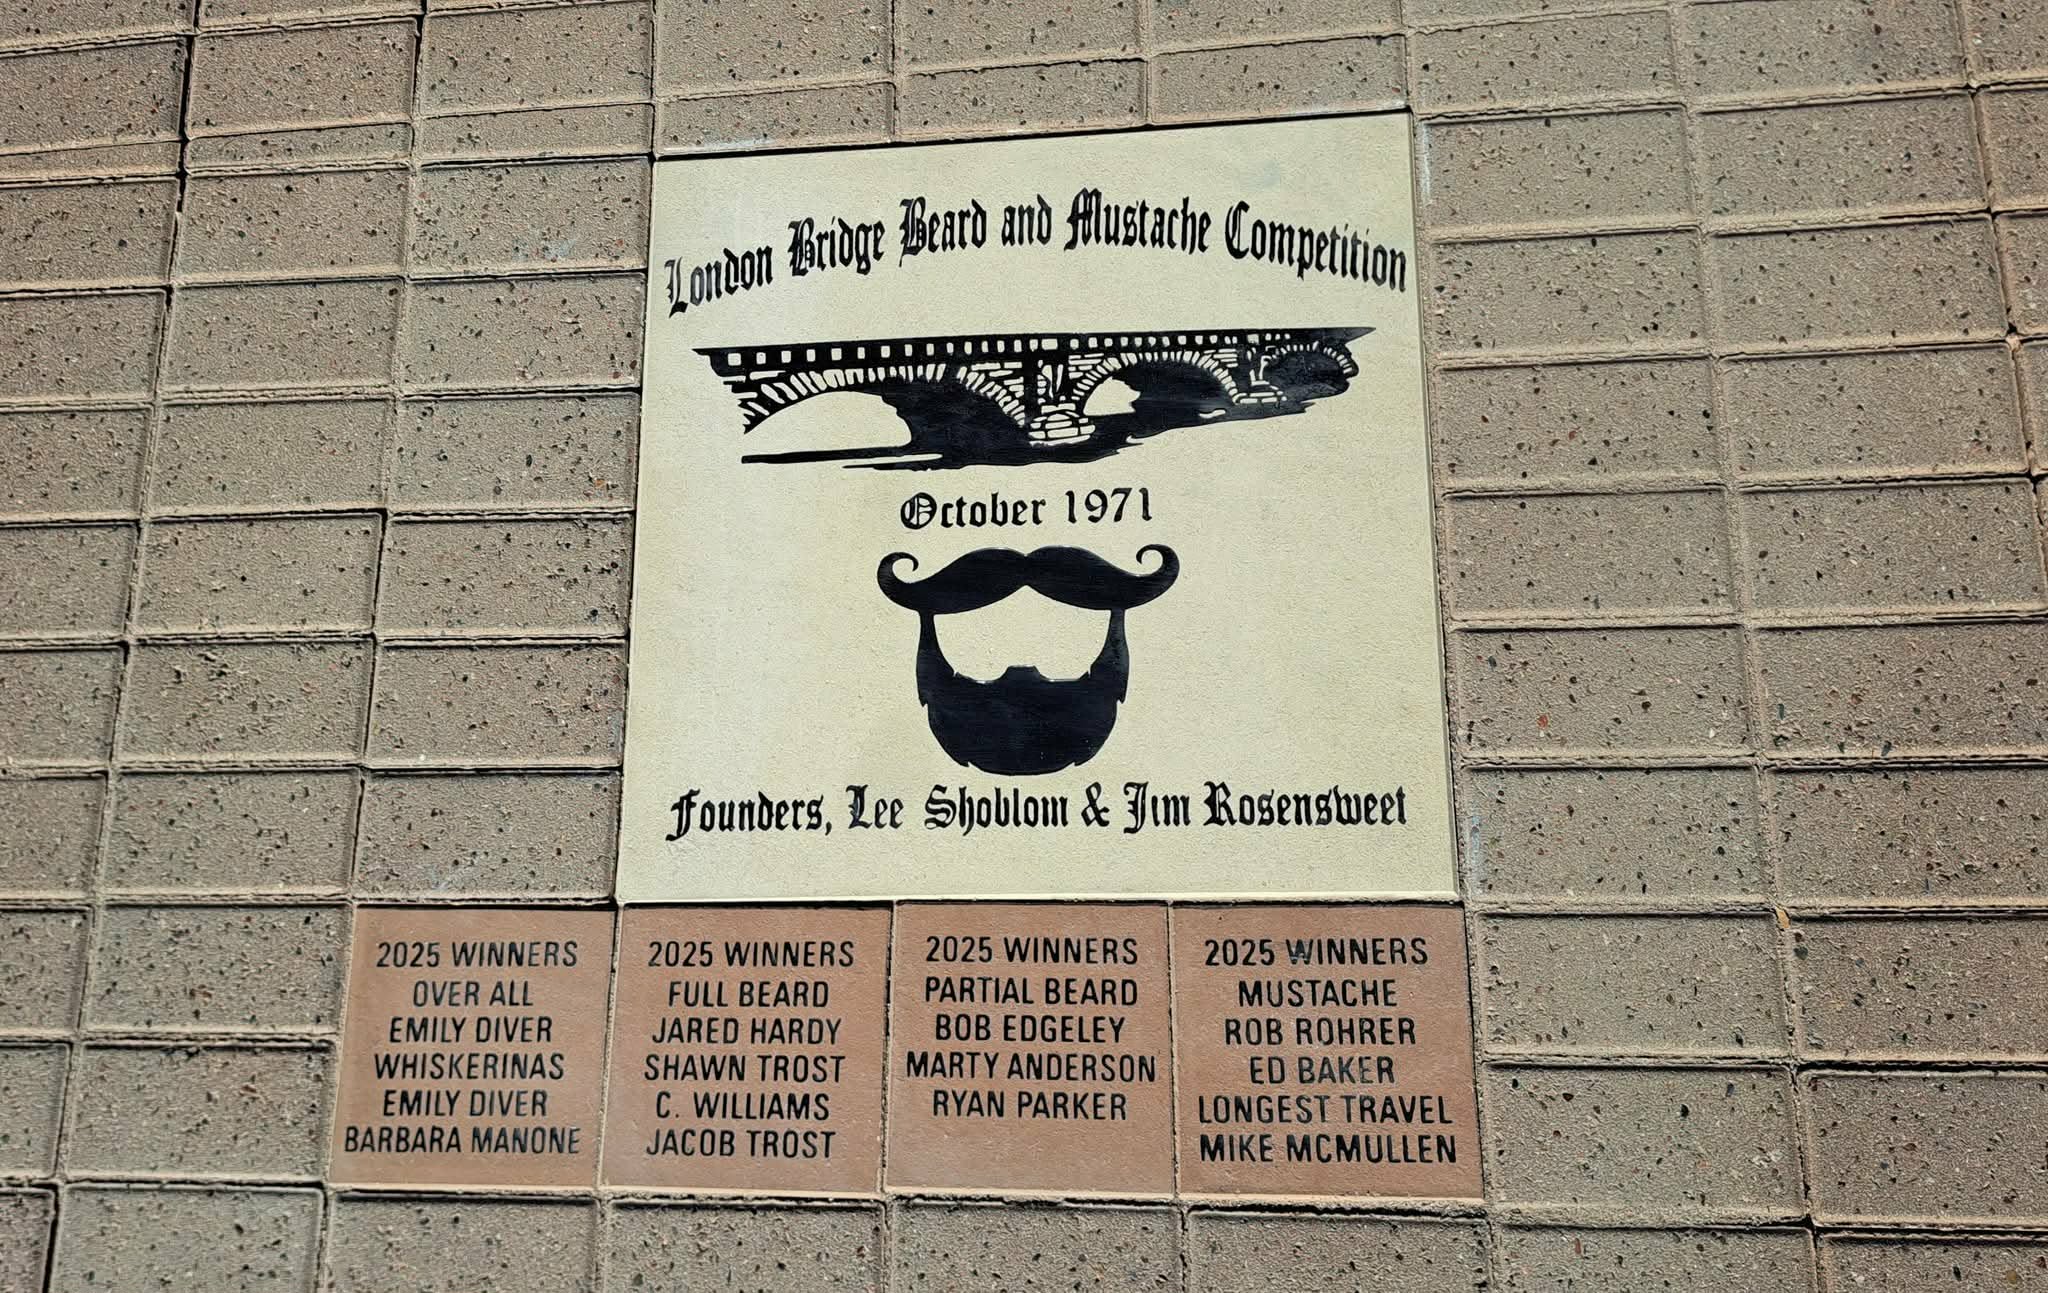 London Bridge Beard and Mustache Competition
October 1971
Founders, Lee Shoblom & Jim Rosensweet
2025 WINNERS
OVER ALL
EMILY DIVER
WHISKERINAS
EMILY DIVER
BARBARA MANONE
2025 WINNERS
FULL BEARD
JARED HARDY
SHAWN TROST
C. WILLIAMS
JACOB TROST
2025 WINNERS
PARTIAL BEARD
BOB EDGELEY
MARTY ANDERSON
RYAN PARKER
2025 WINNERS
MUSTACHE
ROB ROHRER
ED BAKER
LONGEST TRAVEL
MIKE MCMULLEN